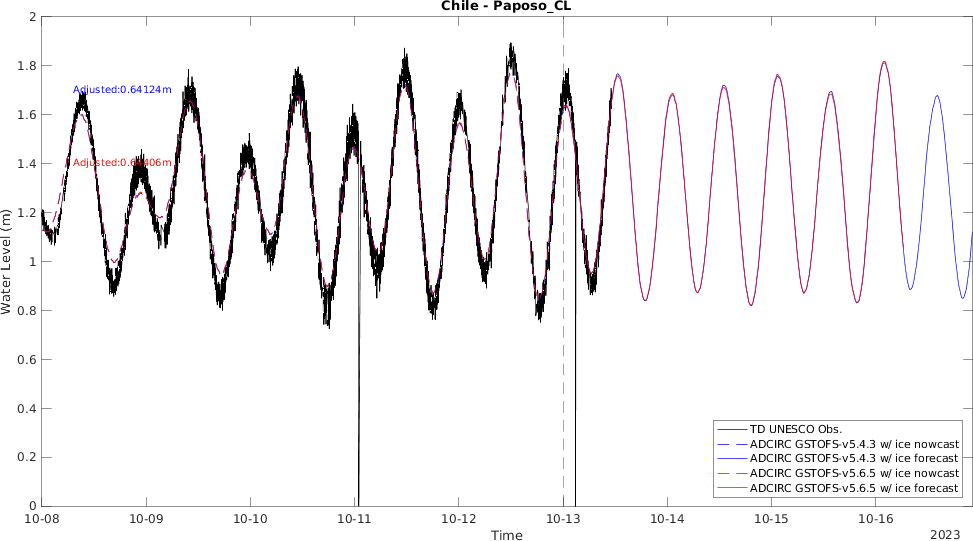 Chile - Paposo_CL
2
1.8
1.6
1.4
1.2
1
0.8
0.6
0.4
0.2
0
Water Level (m)
Adjusted:0.64124m
10-08
10-09
10-10
10-11
10-12
10-13
10-14
10-15
10-16
Time
2023
TD UNESCO Obs.
ADCIRC GSTOFS-v5.4.3 w/ ice nowcast
ADCIRC GSTOFS-v5.4.3 w/ ice forecast
ADCIRC GSTOFS-v5.6.5 w/ ice nowcast
ADCIRC GSTOFS-v5.6.5 w/ ice forecast